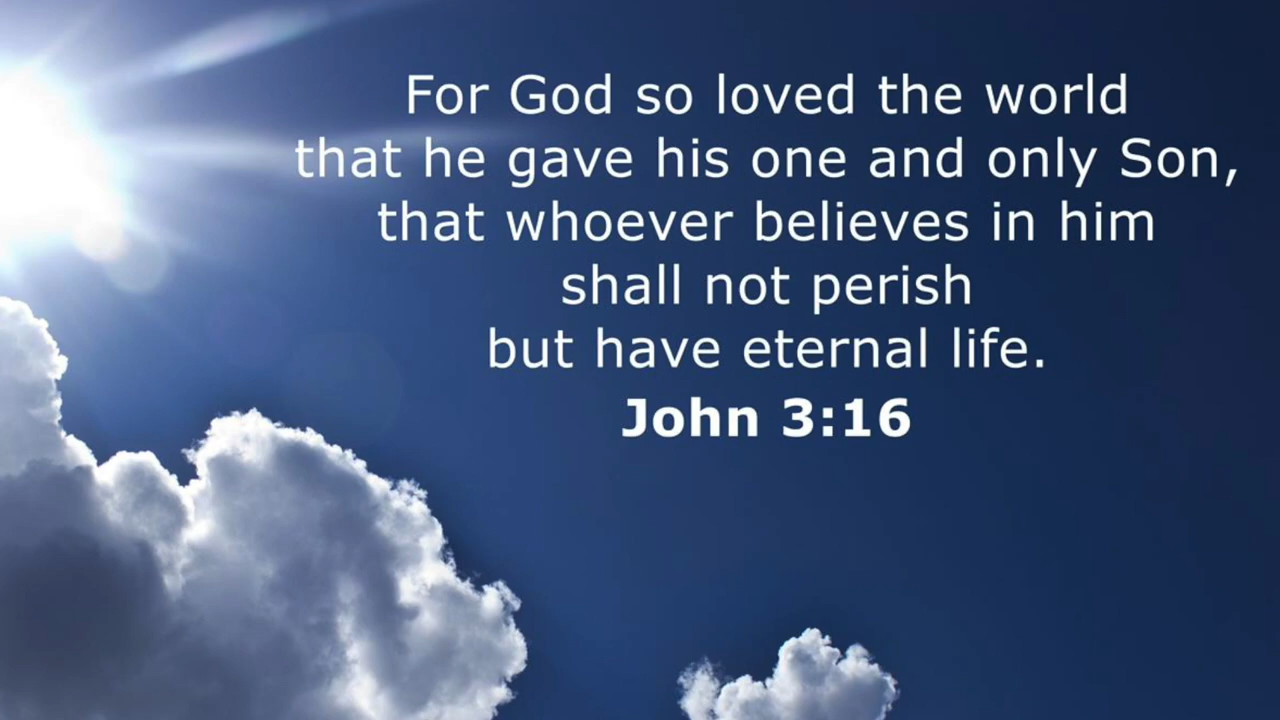 For God so loved the world
that he gave his one and only Son,
that whoever believes in him
shall not perish
but have eternal life.
John 3:16